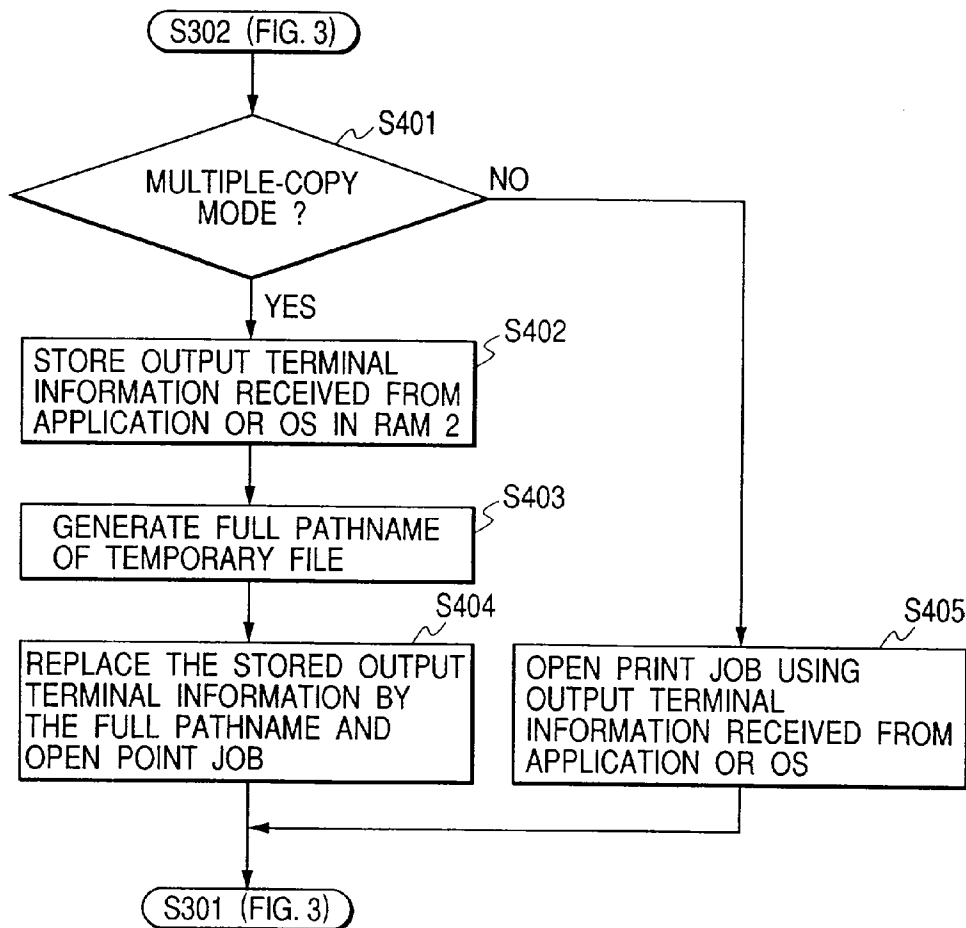 S302 (FIG. 3)
S401
MULTIPLE-COPY
MODE ?
NO
YES
S402
STORE OUTPUT TERMINAL
INFORMATION RECEIVED FROM
APPLICATION OR OS IN RAM 2
S403
GENERATE FULL PATHNAME
OF TEMPORARY FILE
S404
REPLACE THE STORED OUTPUT
TERMINAL INFORMATION BY
THE FULL PATHNAME AND
OPEN POINT JOB
S405
OPEN PRINT JOB USING
OUTPUT TERMINAL
INFORMATION RECEIVED FROM
APPLICATION OR OS
S301 (FIG. 3)